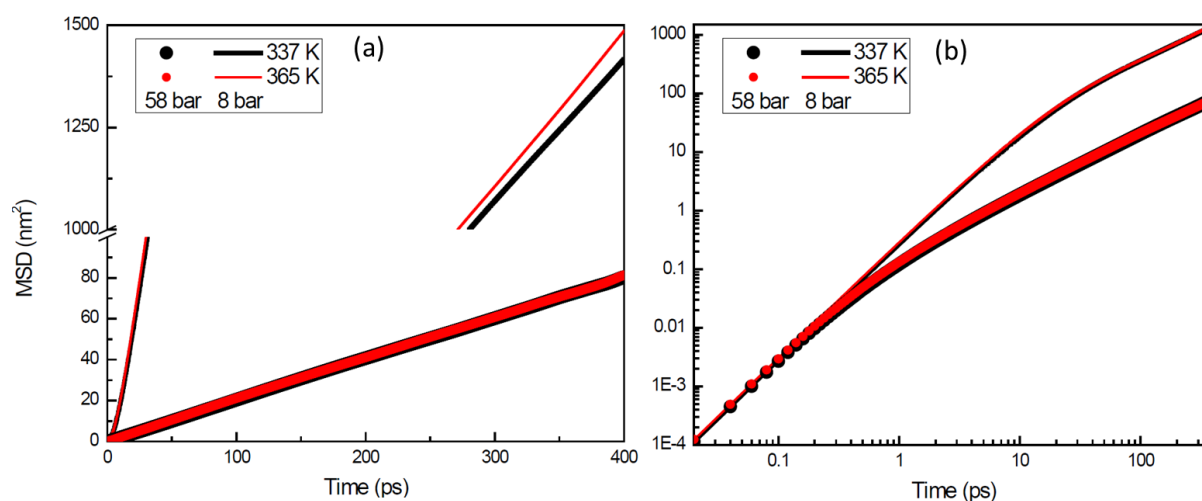 (a)
337 K
365 K
58 bar 8 bar
1500
1250
1000
80
60
40
20
0
MSD (nm²)
0 100 200 300 400
Time (ps)
(b)
337 K
365 K
58 bar 8 bar
1000
100
10
1
0.1
0.01
1E-3
1E-4
0.1 1 10 100
Time (ps)